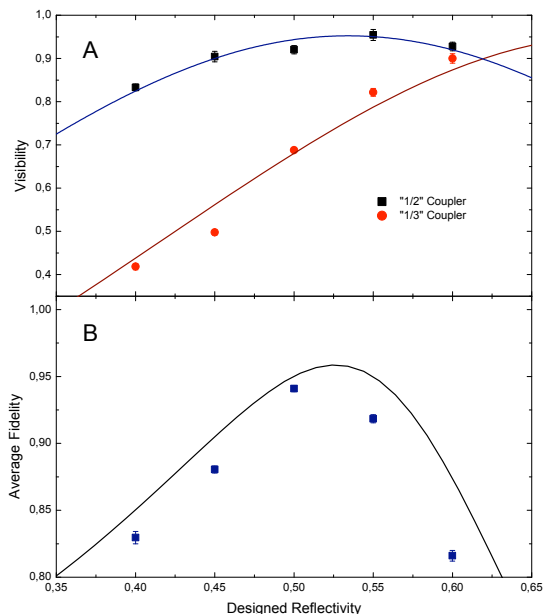 A
1,0
0,9
0,8
0,7
0,6
0,5
0,4
Visibility
"1/2" Coupler
"1/3" Coupler
B
1,00
0,95
0,90
0,85
0,80
Average Fidelity
0,35 0,40 0,45 0,50 0,55 0,60 0,65
Designed Reflectivity